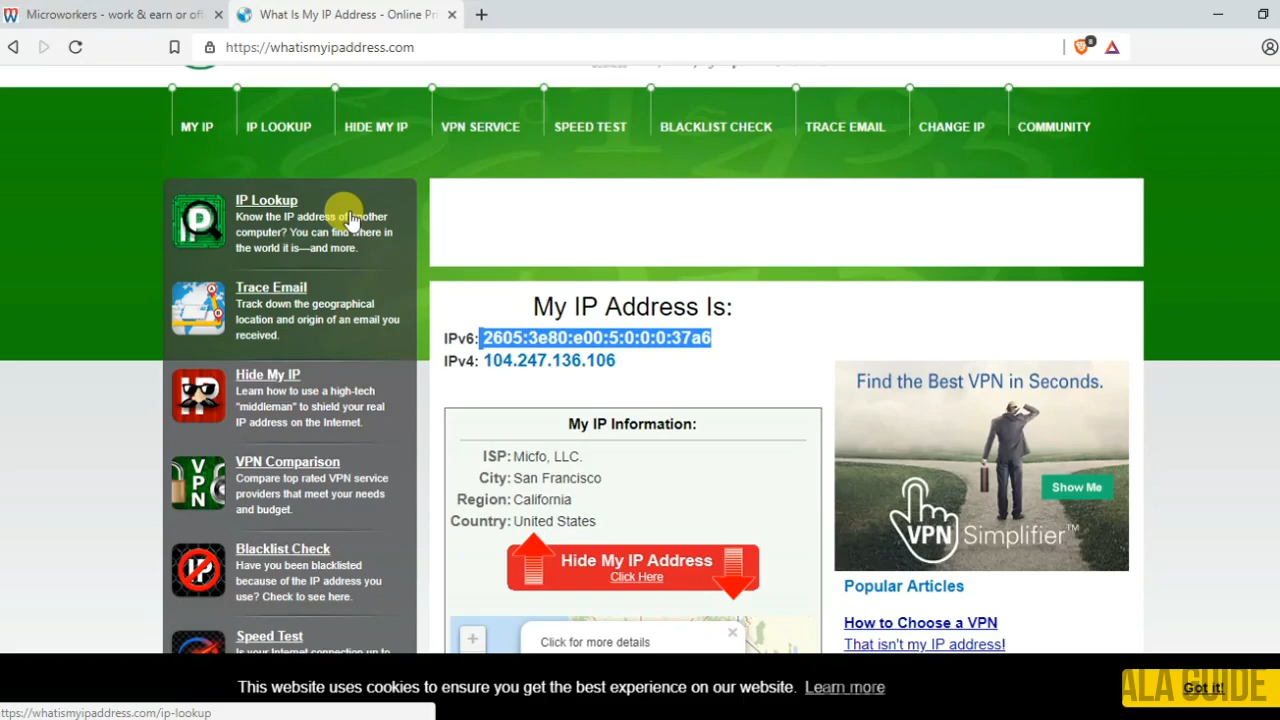 Microworkers - work & earn or off
What Is My IP Address - Online Pri
https://whatismyipaddress.com
8
MY IP
IP LOOKUP
HIDE MY IP
VPN SERVICE
SPEED TEST
BLACKLIST CHECK
TRACE EMAIL
CHANGE IP
COMMUNITY
IP Lookup
Know the IP address of another
computer? You can find where in
the world it is—and more.
Trace Email
Track down the geographical
location and origin of an email you
received.
Hide My IP
Learn how to use a high-tech
"middleman" to shield your real
IP address on the Internet.
VPN Comparison
Compare top rated VPN service
providers that meet your needs
and budget.
Blacklist Check
Have you been blacklisted
because of the IP address you
use? Check to see here.
Speed Test
Is your Internet connection up to
My IP Address Is:
IPv6: 2605:3e80:e00:5:0:0:0:37a6
IPv4: 104.247.136.106
My IP Information:
ISP: Micfo, LLC.
City: San Francisco
Region: California
Country: United States
Hide My IP Address
Click Here
Click for more details
Find the Best VPN in Seconds.
Show Me
VPN Simplifier™
Popular Articles
How to Choose a VPN
That isn't my IP address!
This website uses cookies to ensure you get the best experience on our website. Learn more
Got it!
ALA GUIDE
ttps://whatismyipaddress.com/ip-lookup